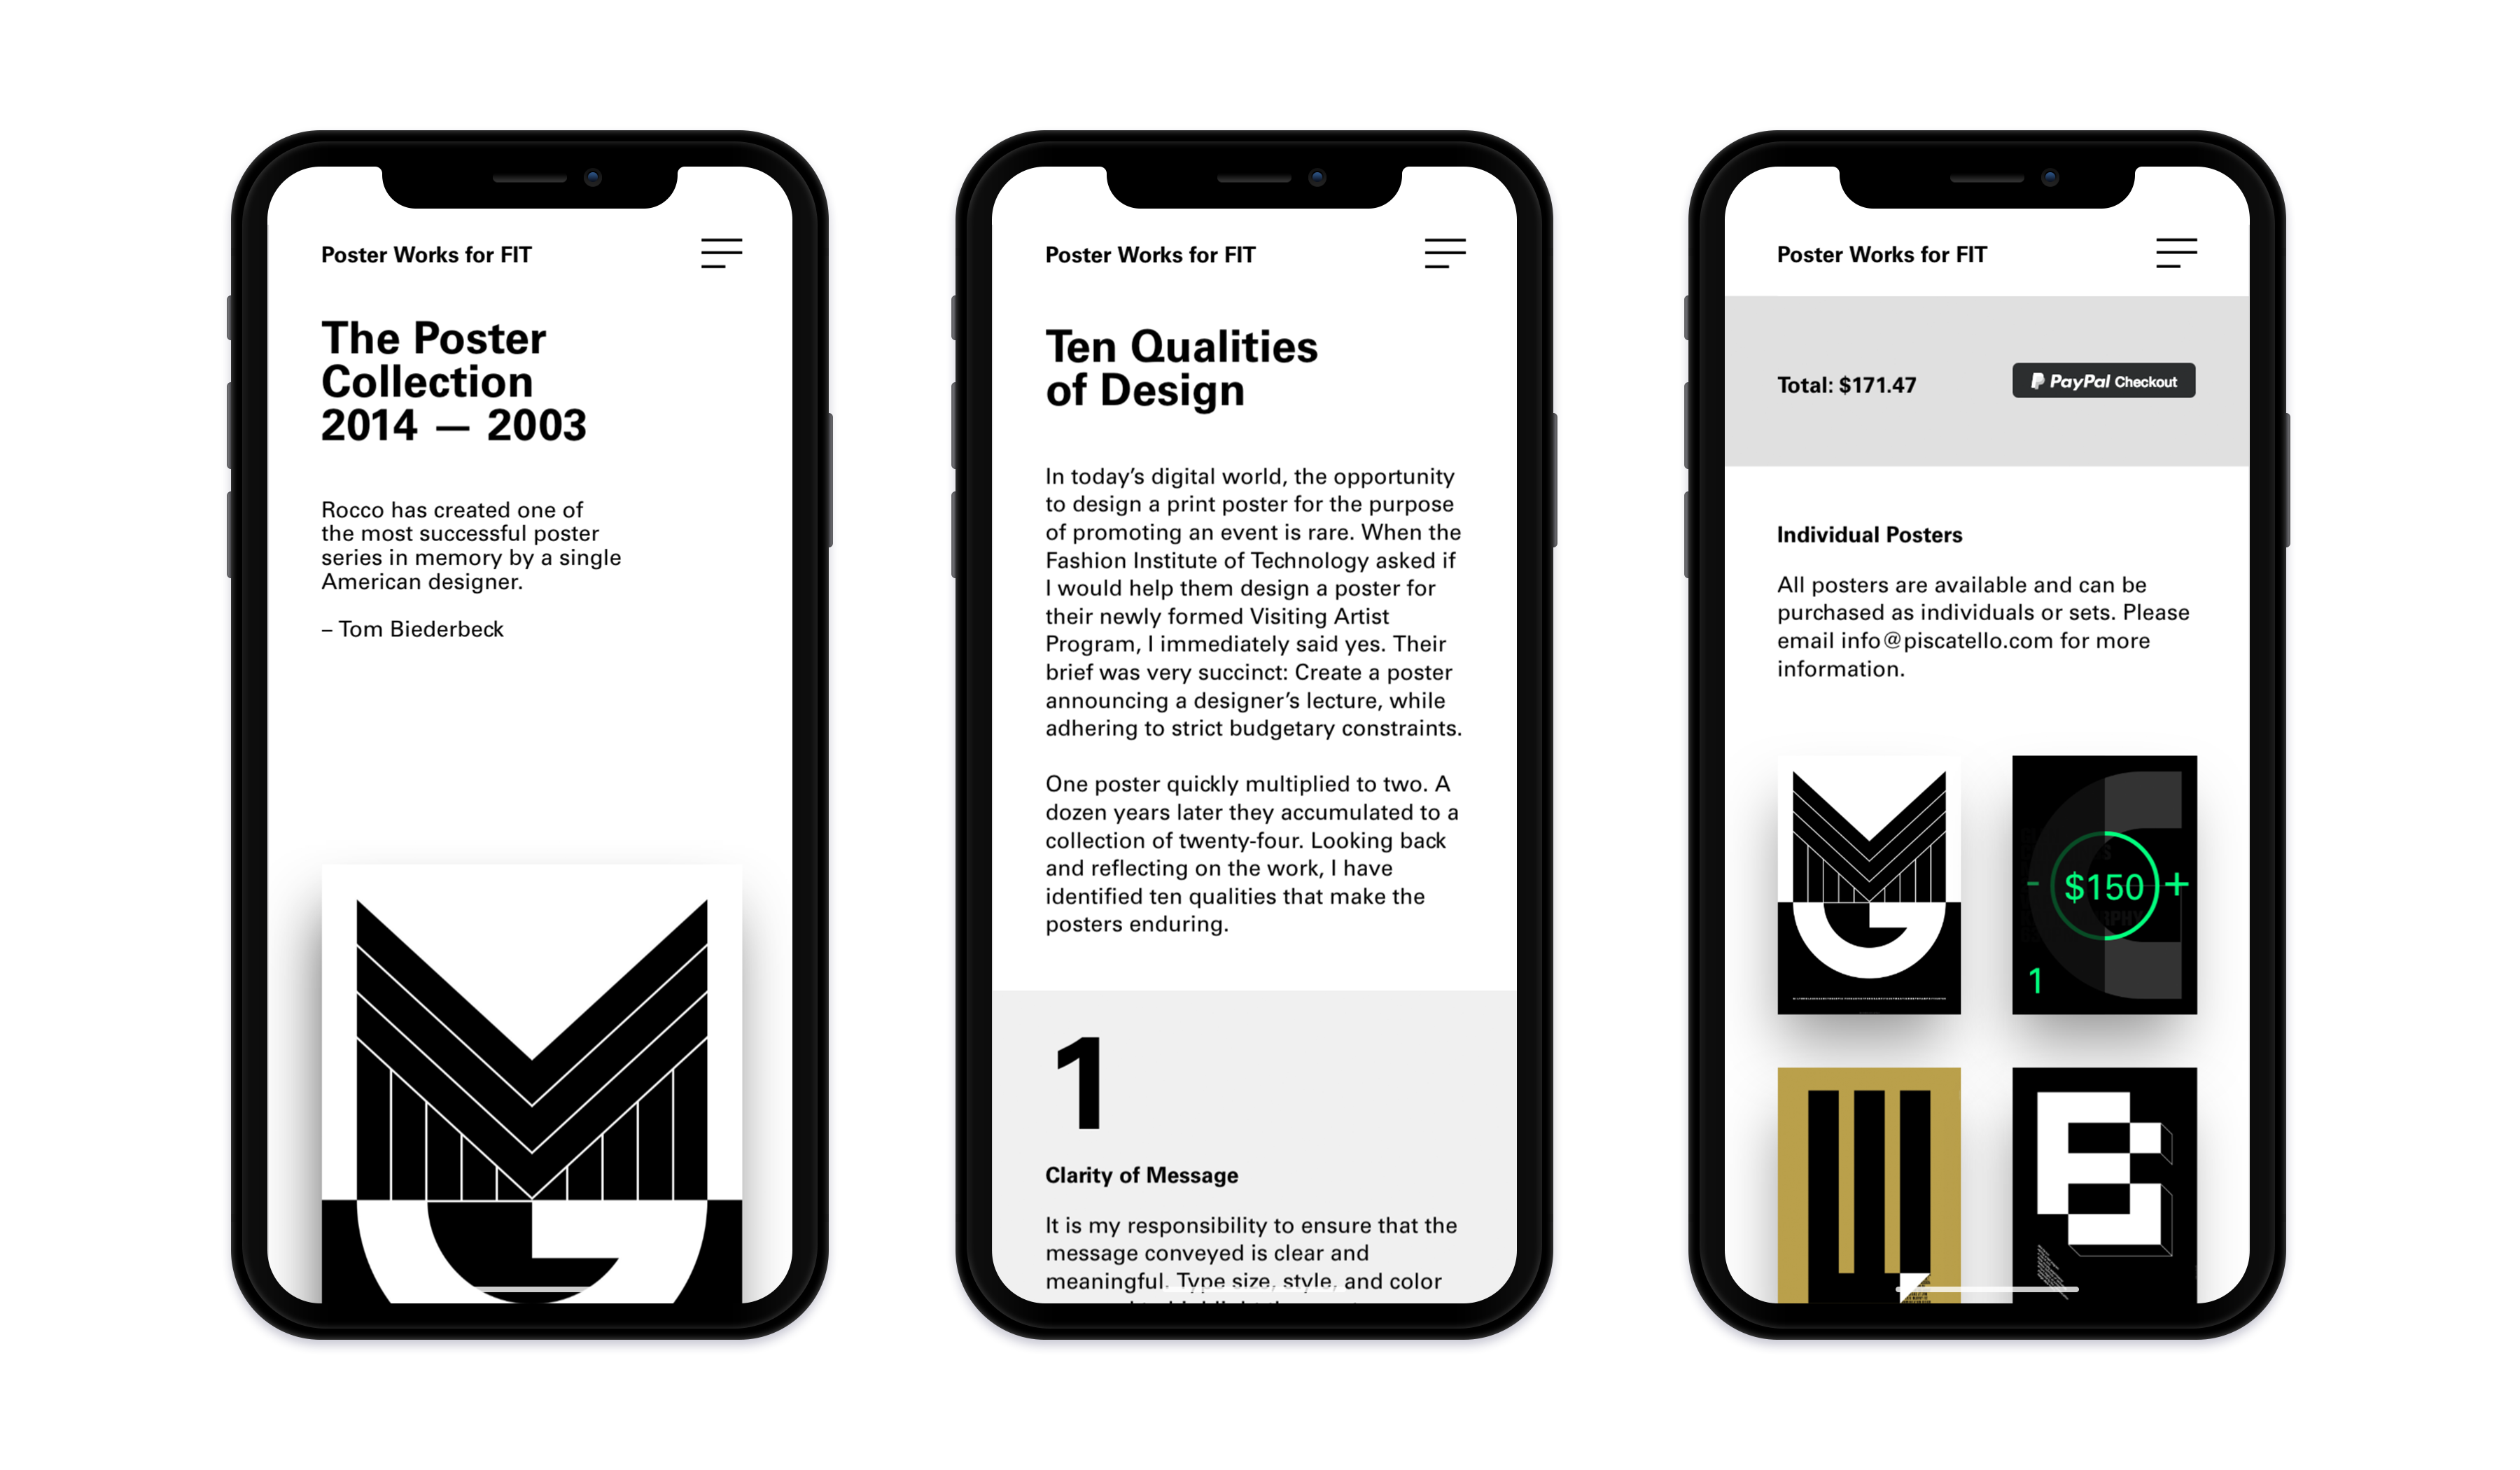 Poster Works for FIT
The Poster
Collection
2014 — 2003
Rocco has created one of
the most successful poster
series in memory by a single
American designer.
– Tom Biederbeck
Poster Works for FIT
Ten Qualities
of Design
In today’s digital world, the opportunity
to design a print poster for the purpose
of promoting an event is rare. When the
Fashion Institute of Technology asked if
I would help them design a poster for
their newly formed Visiting Artist
Program, I immediately said yes. Their
brief was very succinct: Create a poster
announcing a designer’s lecture, while
adhering to strict budgetary constraints.
One poster quickly multiplied to two. A
dozen years later they accumulated to a
collection of twenty-four. Looking back
and reflecting on the work, I have
identified ten qualities that make the
posters enduring.
1
Clarity of Message
It is my responsibility to ensure that the
message conveyed is clear and
meaningful. Type size, style, and color
Poster Works for FIT
Total: $171.47
PayPal Checkout
Individual Posters
All posters are available and can be
purchased as individuals or sets. Please
email info@piscatello.com for more
information.
- $150 +
1